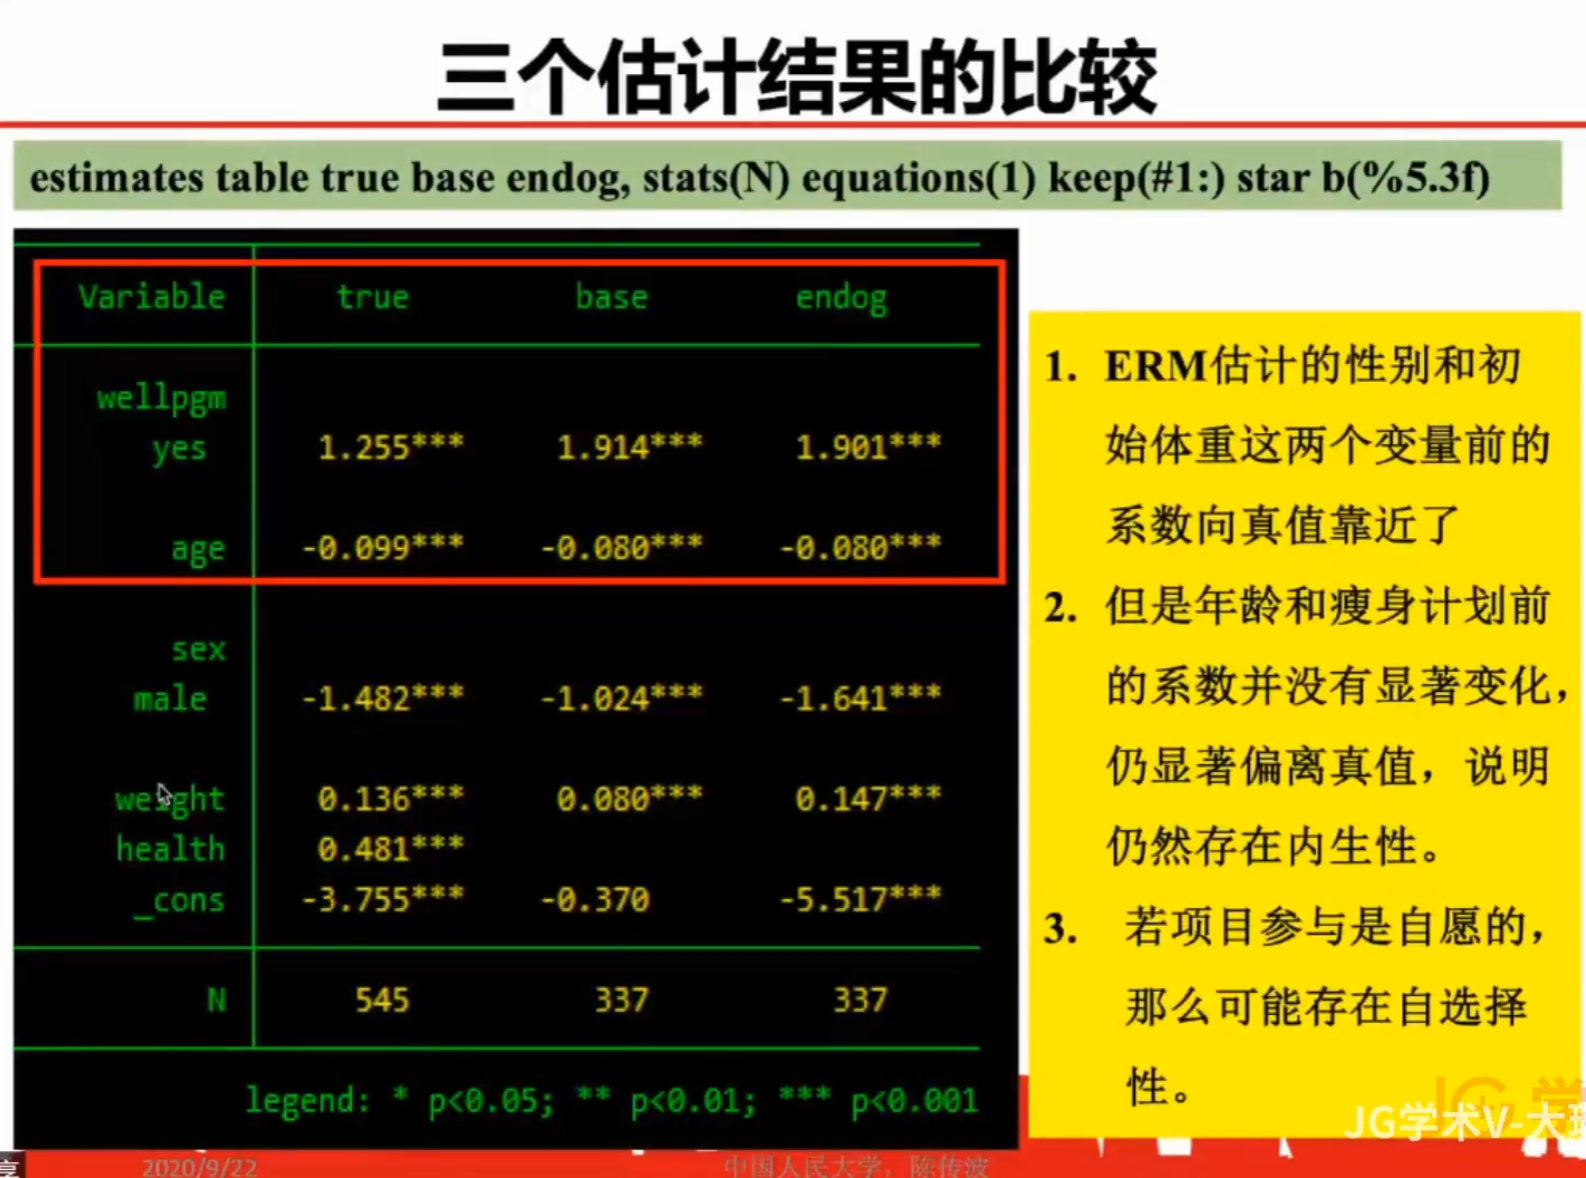 三个估计结果的比较
estimates table true base endog, stats(N) equations(1) keep(#1:) star b(%5.3f)
Variable true base endog
wellpgm
yes 1.255*** 1.914*** 1.901***
age -0.099*** -0.080*** -0.080***
sex
male -1.482*** -1.024*** -1.641***
weight 0.136*** 0.080*** 0.147***
health 0.481***
_cons -3.755*** -0.370 -5.517***
N 545 337 337
legend: * p<0.05; ** p<0.01; *** p<0.001
1. ERM估计的性别和初
始体重这两个变量前的
系数向真值靠近了
2. 但是年龄和瘦身计划前
的系数并没有显著变化，
仍显著偏离真值，说明
仍然存在内生性。
3. 若项目参与是自愿的，
那么可能存在自选择
性。
JG 学
JG学术V-大
享
2020/9/22
中国人民大学，陈传波